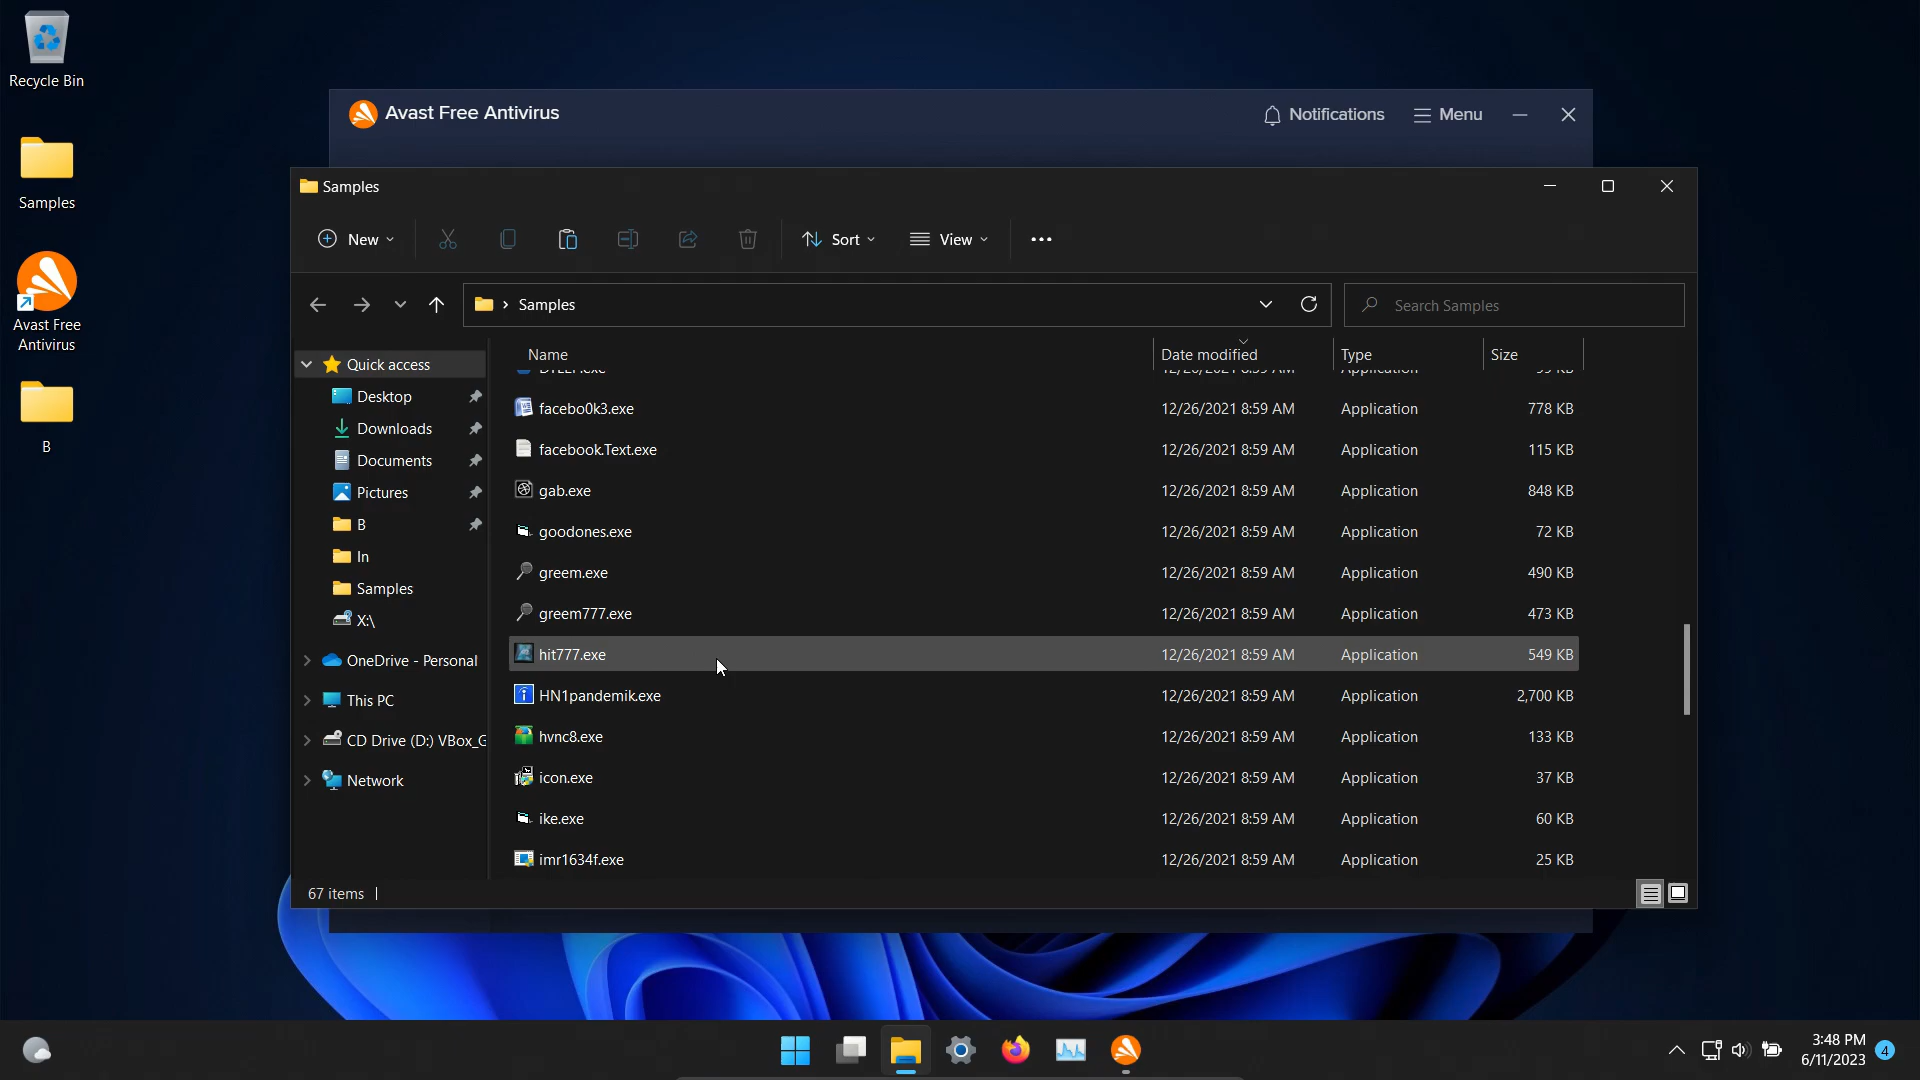 Recycle Bin
Samples
Avast Free
Antivirus
B
Avast Free Antivirus
Notifications
Menu
Samples
New
Sort
View
Samples
Search Samples
Quick access
Desktop
Downloads
Documents
Pictures
B
In
Samples
X:\
OneDrive - Personal
This PC
CD Drive (D:) VBox_G
Network
Name Date modified Type Size
facebo0k3.exe 12/26/2021 8:59 AM Application 778 KB
facebook.Text.exe 12/26/2021 8:59 AM Application 115 KB
gab.exe 12/26/2021 8:59 AM Application 848 KB
goodones.exe 12/26/2021 8:59 AM Application 72 KB
greem.exe 12/26/2021 8:59 AM Application 490 KB
greem777.exe 12/26/2021 8:59 AM Application 473 KB
hit777.exe 12/26/2021 8:59 AM Application 549 KB
HN1pandemik.exe 12/26/2021 8:59 AM Application 2,700 KB
hvnc8.exe 12/26/2021 8:59 AM Application 133 KB
icon.exe 12/26/2021 8:59 AM Application 37 KB
ike.exe 12/26/2021 8:59 AM Application 60 KB
imr1634f.exe 12/26/2021 8:59 AM Application 25 KB
67 items
3:48 PM
6/11/2023
4